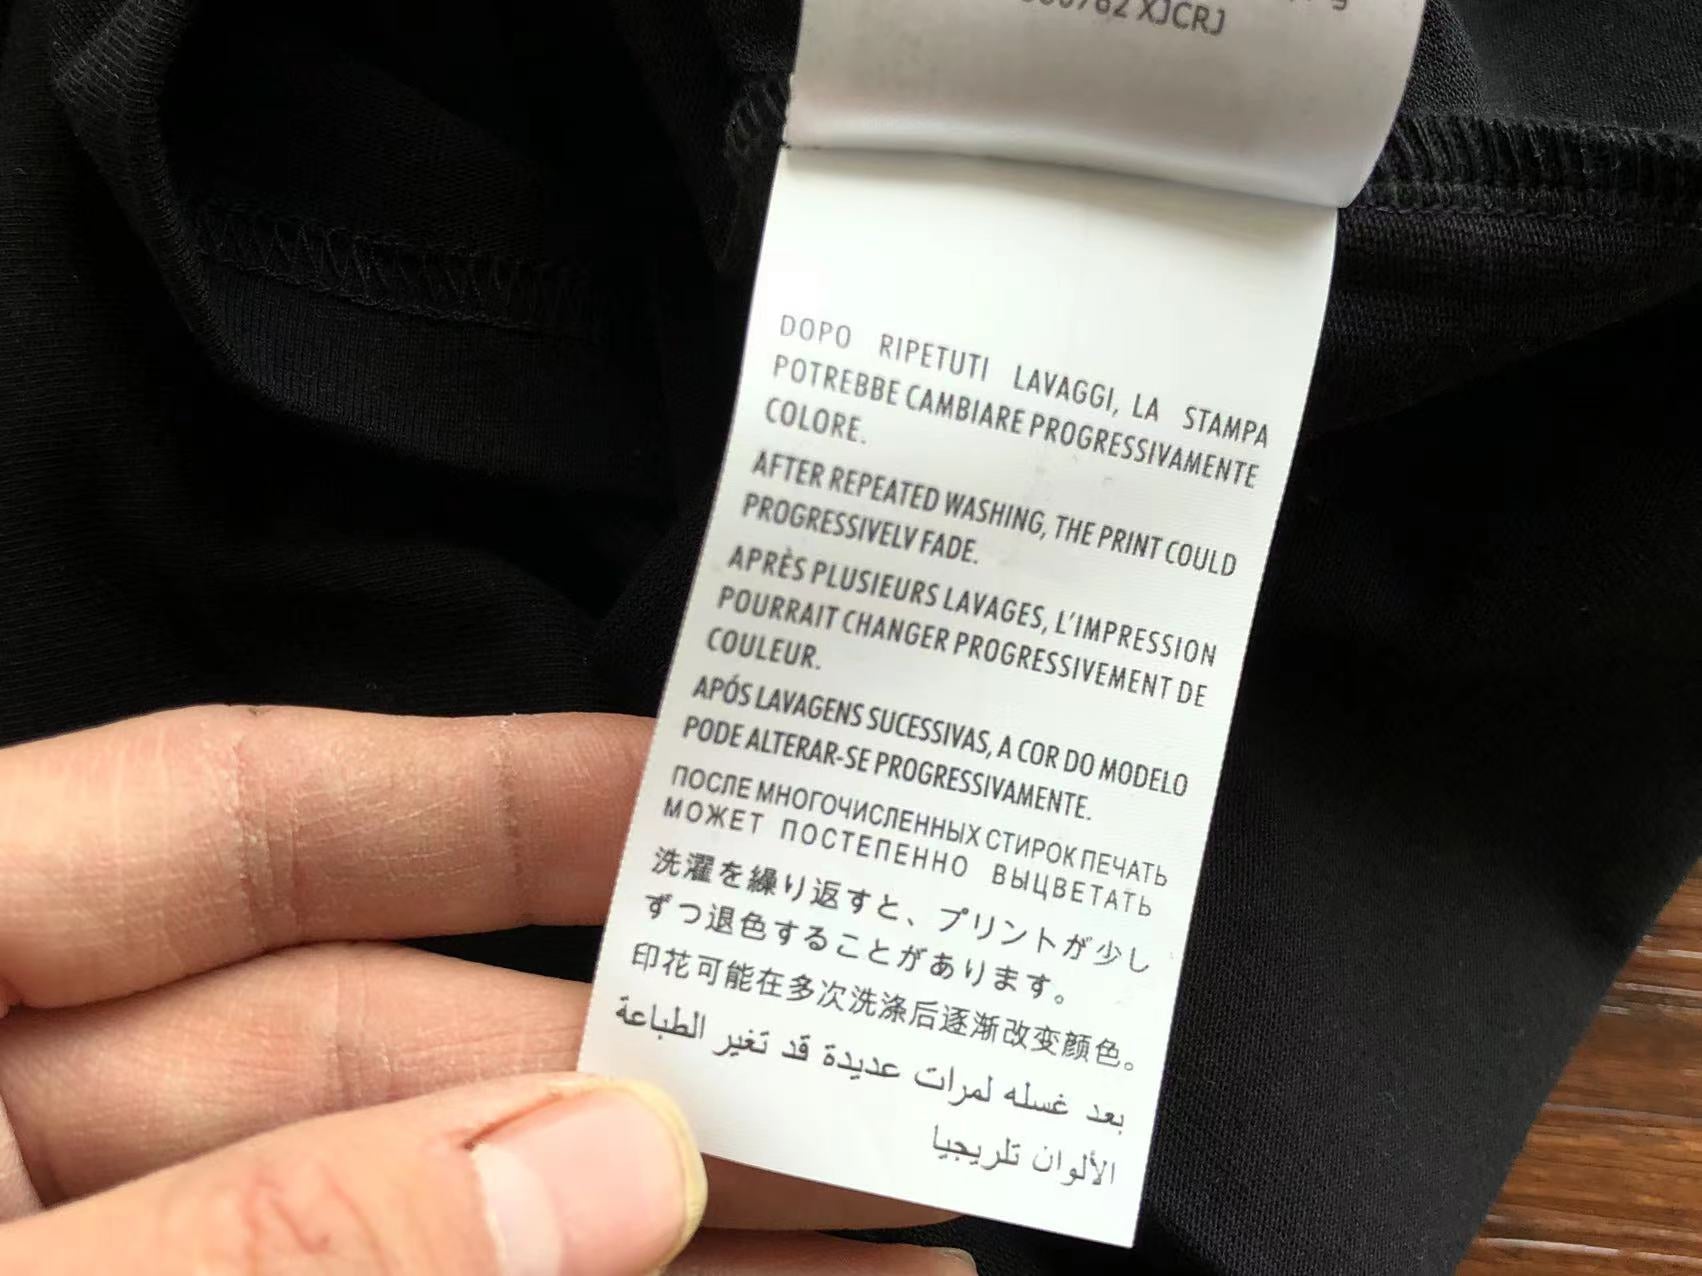 XJCRJ
DOPO RIPETUTI LAVAGGI, LA STAMPA
POTREBBE CAMBIARE PROGRESSIVAMENTE
COLORE.
AFTER REPEATED WASHING, THE PRINT COULD
PROGRESSIVELV FADE.
APRÈS PLUSIEURS LAVAGES, L'IMPRESSION
POURRAIT CHANGER PROGRESSIVEMENT DE
COULEUR.
APÓS LAVAGENS SUCESSIVAS, A COR DO MODELO
PODE ALTERAR-SE PROGRESSIVAMENTE.
ПОСЛЕ МНОГОЧИСЛЕННЫХ СТИРОК ПЕЧАТЬ
МОЖЕТ ПОСТЕПЕННО ВЫЦВЕТАТЬ
洗濯を繰り返すと、プリントが少し
ずつ退色することがあります。
印花可能在多次洗涤后逐渐改变颜色。
بعد غسله لمرات عديدة قد تغير الطباعة
الألوان تلريجيا